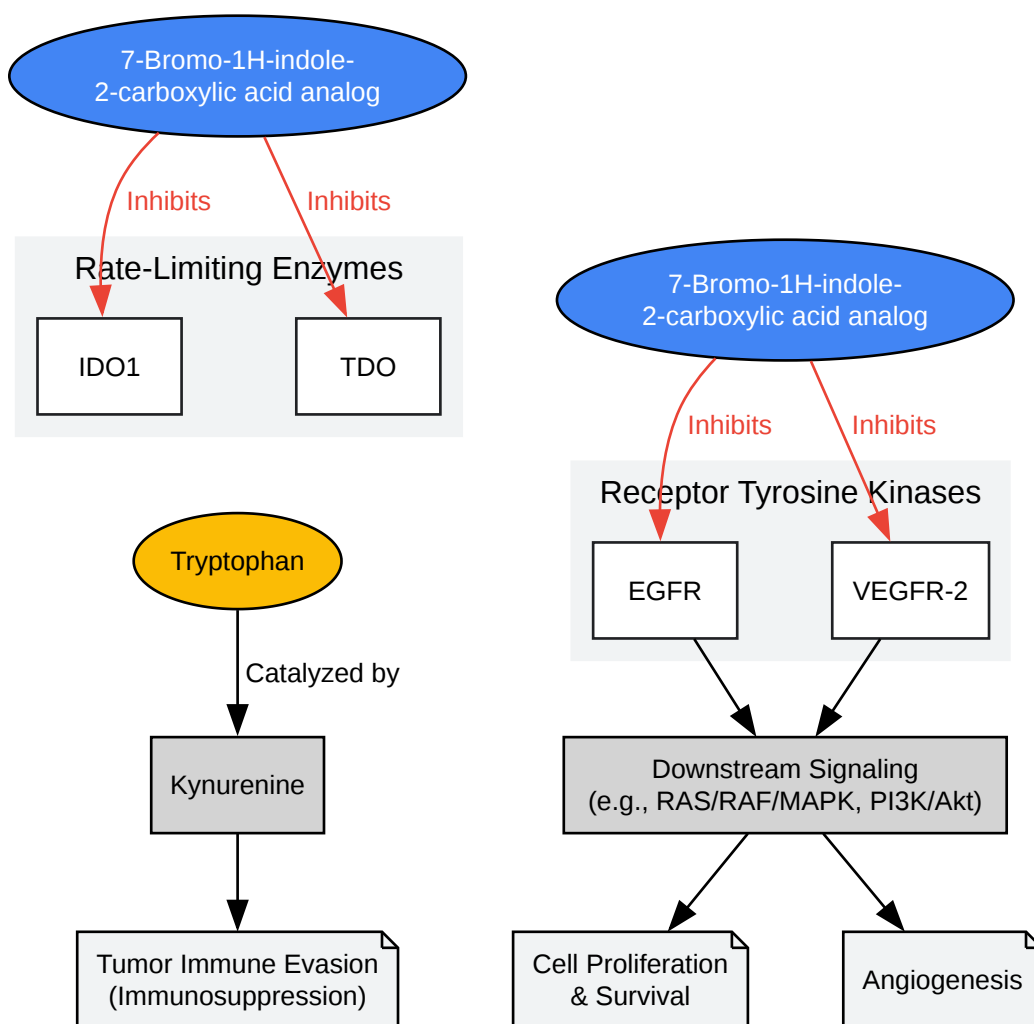 7-Bromo-1H-indole-
2-carboxylic acid analog
Inhibits
Inhibits
Rate-Limiting Enzymes
IDO1
TDO
Tryptophan
Catalyzed by
Kynurenine
Tumor Immune Evasion
(Immunosuppression)
7-Bromo-1H-indole-
2-carboxylic acid analog
Inhibits
Inhibits
Receptor Tyrosine Kinases
EGFR
VEGFR-2
Downstream Signaling
(e.g., RAS/RAF/MAPK, PI3K/Akt)
Cell Proliferation
& Survival
Angiogenesis